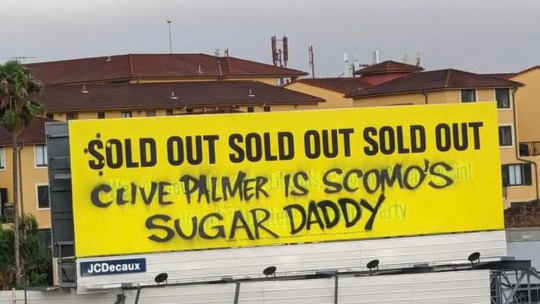 $OLD OUT SOLD OUT SOLD OUT
CLIVE PALMER IS SCOMO'S
SUGAR DADDY
JCDecaux